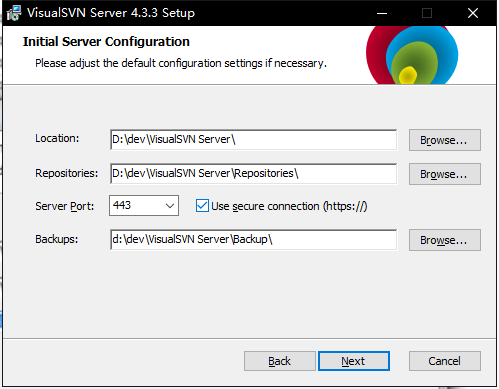 VisualSVN Server 4.3.3 Setup
Initial Server Configuration
Please adjust the default configuration settings if necessary.
Location: D:\dev\VisualSVN Server\ Browse...
Repositories: D:\dev\VisualSVN Server\Repositories\ Browse...
Server Port: 443 Use secure connection (https://)
Backups: d:\dev\VisualSVN Server\Backup\ Browse...
Back Next Cancel